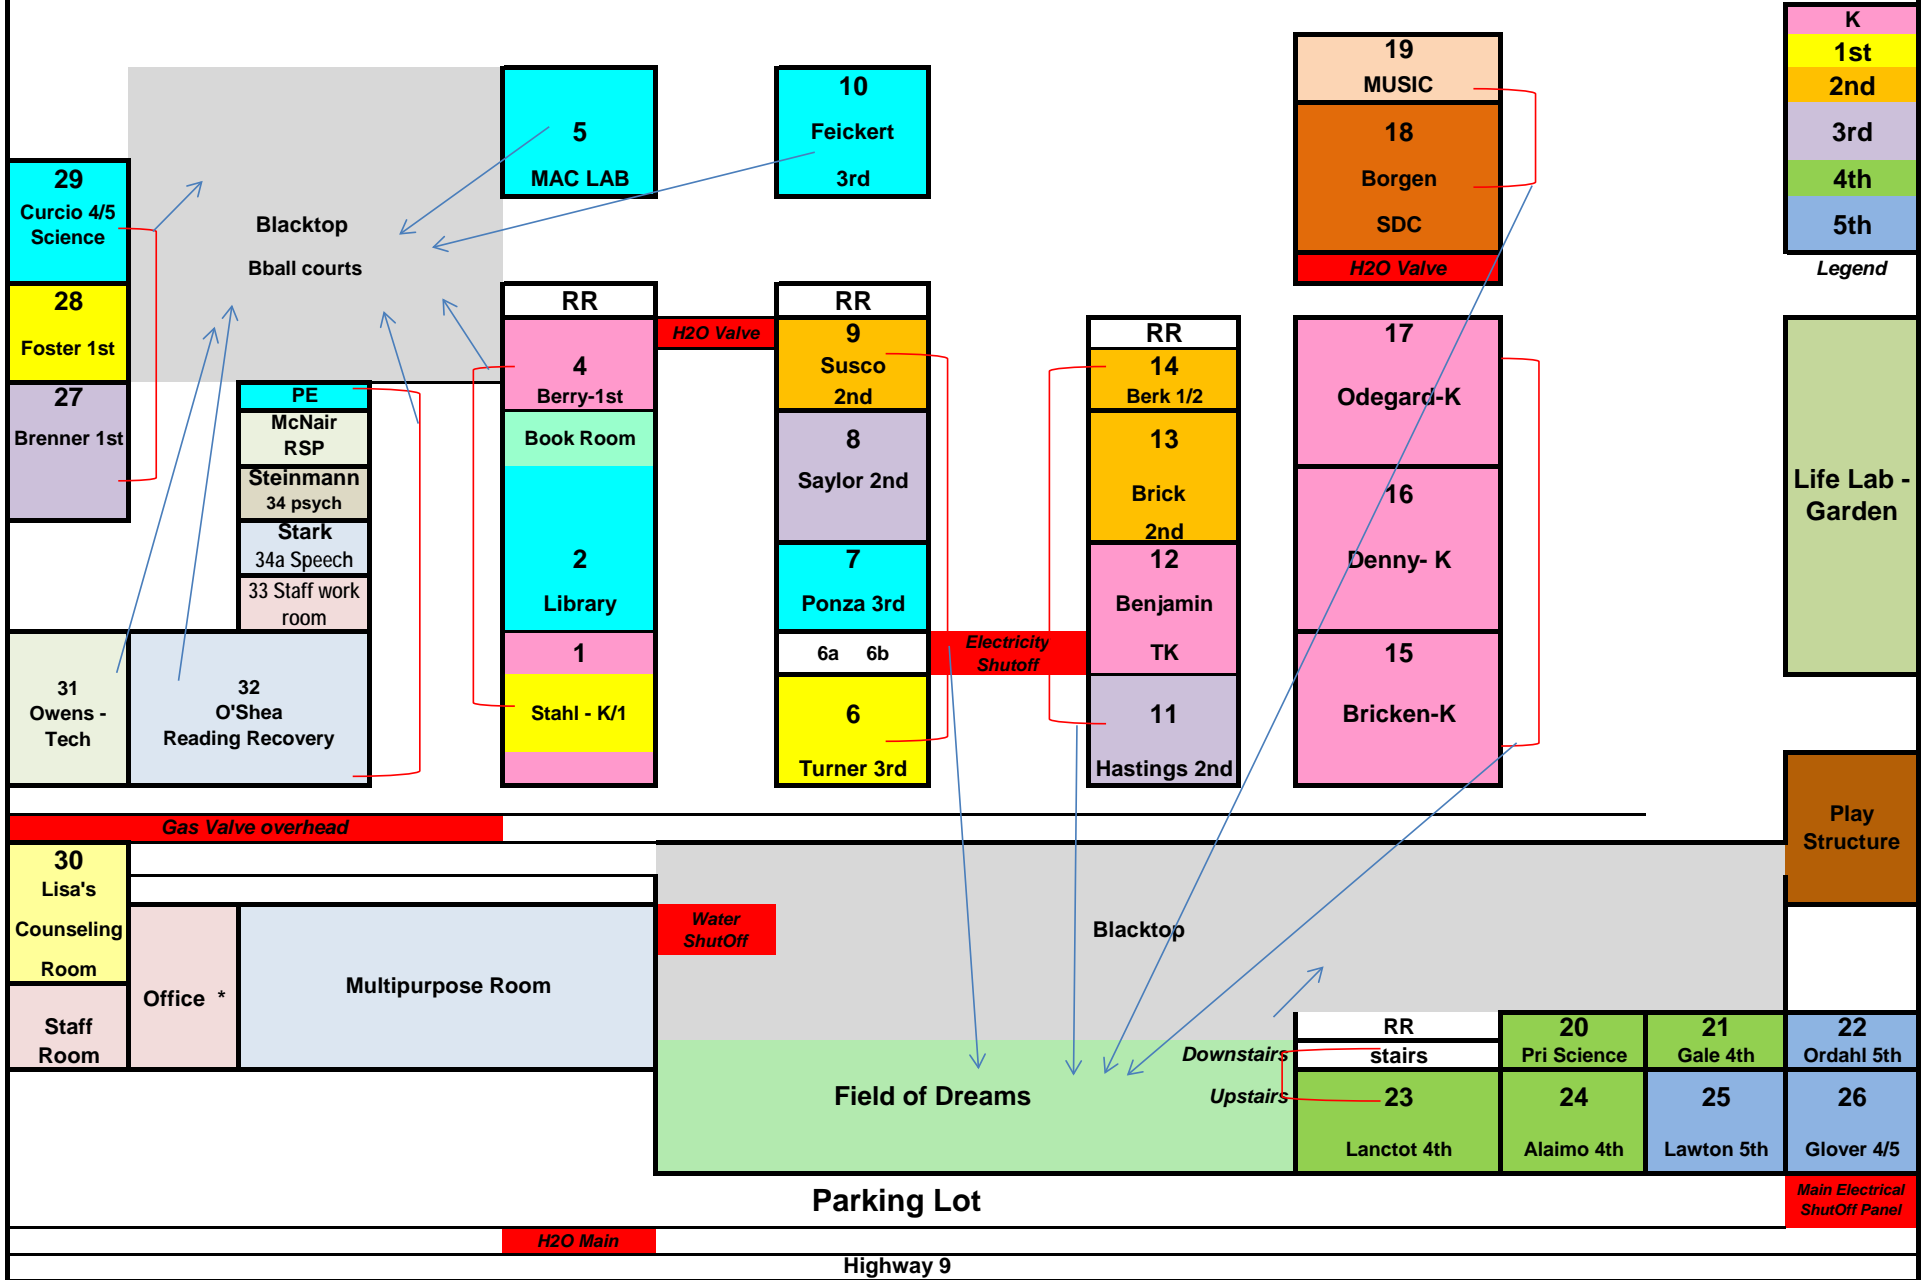 K
1st
2nd
3rd
4th
5th
Legend
19
MUSIC
18
Borgen
SDC
H2O Valve
5
MAC LAB
10
Feickert
3rd
Blacktop
Bball courts
29
Curcio 4/5
Science
28
Foster 1st
27
Brenner 1st
PE
McNair
RSP
Steinmann
34 psych
Stark
34a Speech
33 Staff work
room
31
Owens -
Tech
32
O'Shea
Reading Recovery
RR
4
Berry-1st
Book Room
2
Library
1
Stahl - K/1
H2O Valve
RR
9
Susco
2nd
8
Saylor 2nd
7
Ponza 3rd
6a 6b
6
Turner 3rd
Electricity
Shutoff
RR
14
Berk 1/2
13
Brick
2nd
12
Benjamin
TK
11
Hastings 2nd
17
Odegard-K
16
Denny- K
15
Bricken-K
Life Lab -
Garden
Play
Structure
Gas Valve overhead
30
Lisa's
Counseling
Room
Staff
Room
Office *
Multipurpose Room
Water
ShutOff
Blacktop
Field of Dreams
Downstairs
Upstairs
RR
stairs
23
Lanctot 4th
20
Pri Science
24
Alaimo 4th
21
Gale 4th
25
Lawton 5th
22
Ordahl 5th
26
Glover 4/5
Main Electrical
ShutOff Panel
Parking Lot
H2O Main
Highway 9